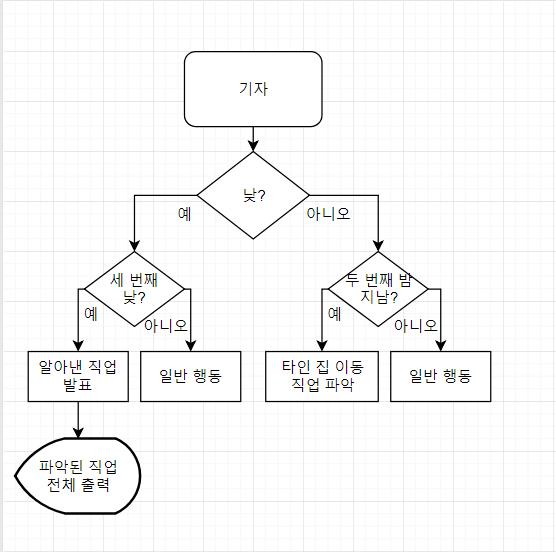 기자
낮?
예
아니오
세 번째
낮?
두 번째 밤
지남?
예
아니오
예
아니오
알아낸 직업
발표
일반 행동
타인 집 이동
직업 파악
일반 행동
파악된 직업
전체 출력